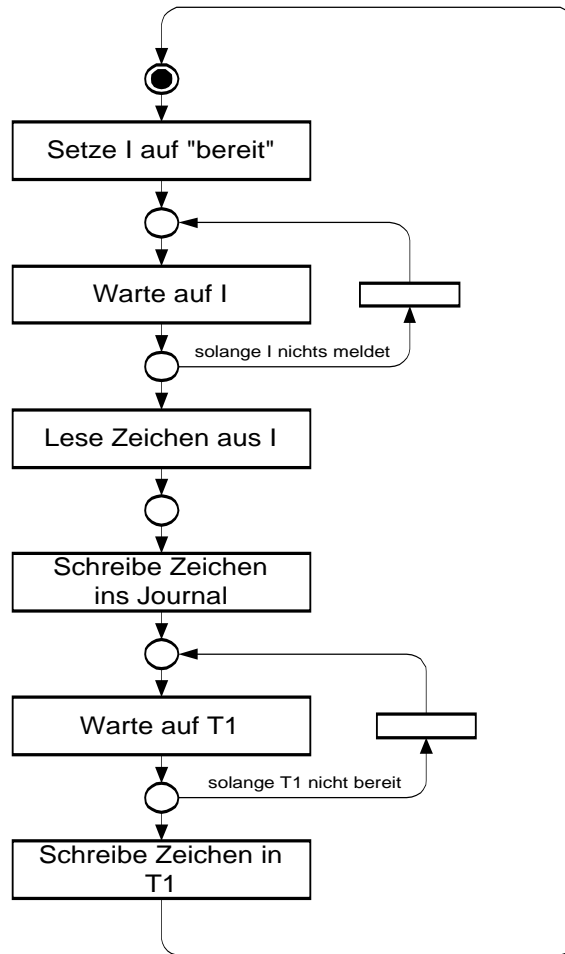 Setze I auf "bereit"
Warte auf I
solange I nichts meldet
Lese Zeichen aus I
Schreibe Zeichen
ins Journal
Warte auf T1
solange T1 nicht bereit
Schreibe Zeichen in
T1